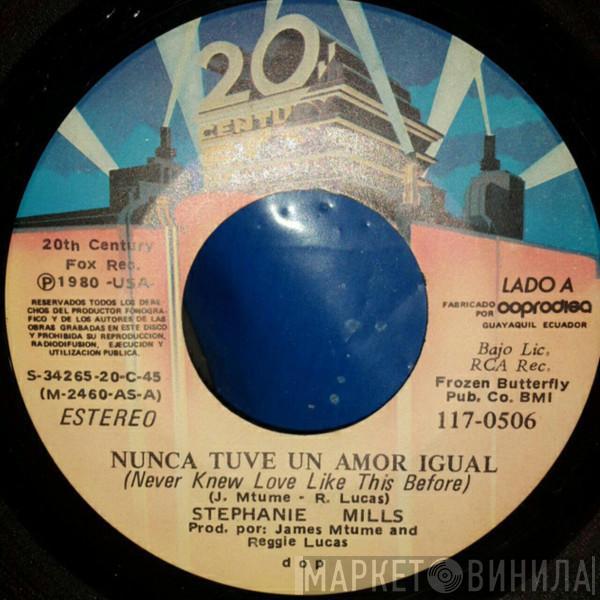 20th
CENTURY
20th Century
Fox Rec.
Ⓟ1980 -USA-
RESERVADOS TODOS LOS DERE
CHOS DEL PRODUCTOR FONOGRA-
FICO Y DE LOS AUTORES DE LAS
OBRAS GRABADAS EN ESTE DISCO
Y PROHIBIDA SU REPRODUCCION,
RADIODIFUSION, EJECUCION Y
UTILIZACION PUBLICA.
S-34265-20-C-45
(M-2460-AS-A)
ESTEREO
LADO A
FABRICADO POR
GUAYAQUIL ECUADOR
Bajo Lic.
RCA Rec.
Frozen Butterfly
Pub. Co. BMI
117-0506
NUNCA TUVE UN AMOR IGUAL
(Never Knew Love Like This Before)
(J. Mtume - R. Lucas)
STEPHANIE MILLS
Prod. por: James Mtume and
Reggie Lucas
d o p
МАРКЕТ ВИНИЛА